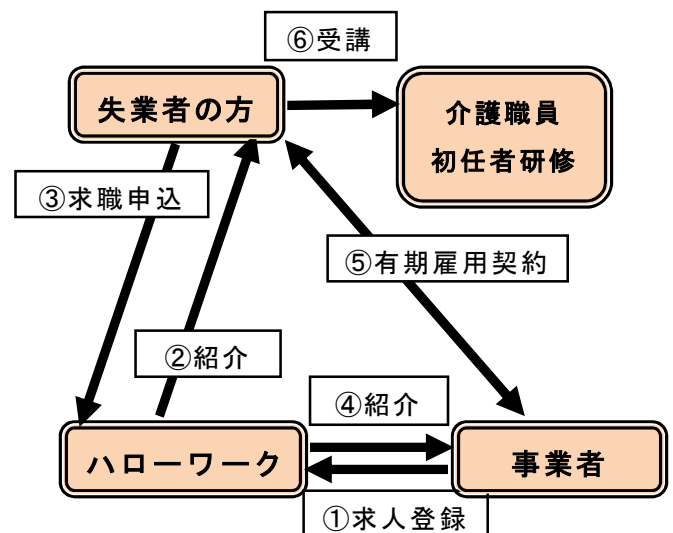 ⑥受講
失業者の方
介護職員
初任者研修
③求職申込
⑤有期雇用契約
②紹介
④紹介
ハローワーク
事業者
①求人登録